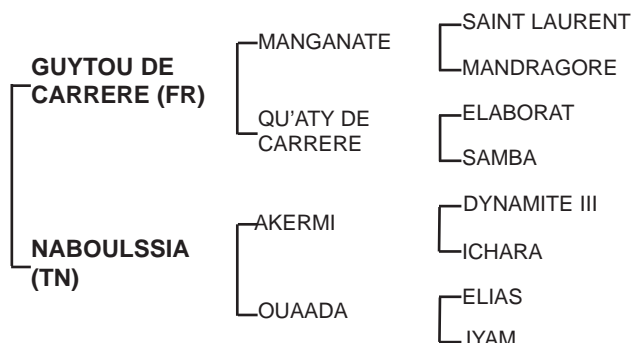 SAINT LAURENT
MANGANATE
GUYTOU DE
CARRERE (FR)
MANDRAGORE
ELABORAT
QU'ATY DE
CARRERE
SAMBA
DYNAMITE III
AKERMI
NABOULSSIA
(TN)
ICHARA
ELIAS
OUAADA
IYAM